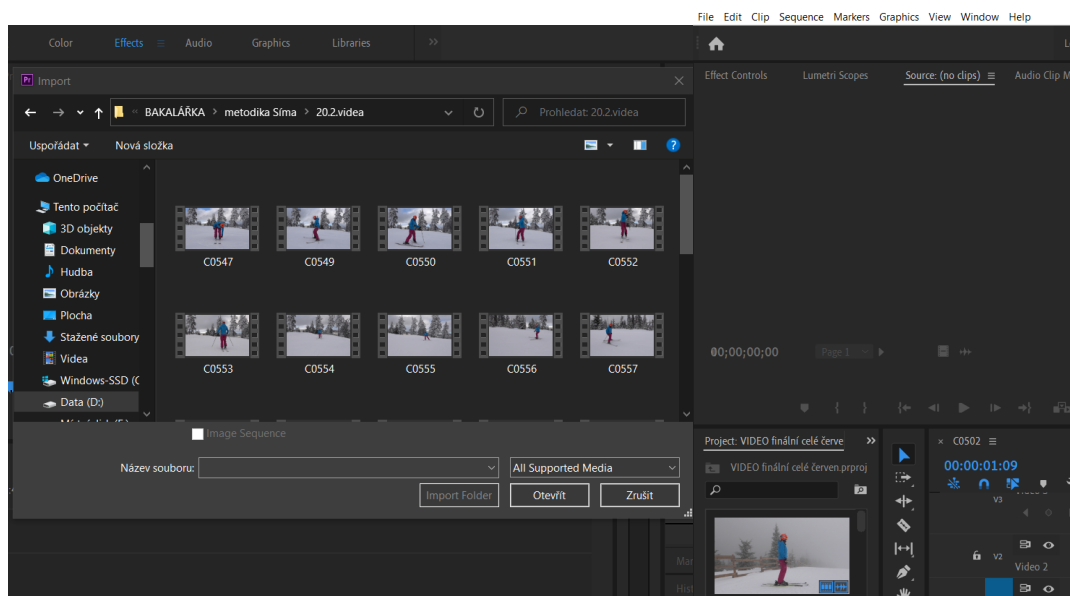 File Edit Clip Sequence Markers Graphics View Window Help
Color Effects Audio Graphics Libraries
Pr Import
« BAKALÁŘKA > metodika Síma > 20.2.videa
Prohledat: 20.2.videa
Uspořádat Nová složka
OneDrive
Tento počítač
3D objekty
Dokumenty
Hudba
Obrázky
Plocha
Stažené soubory
Videa
Windows-SSD (C
Data (D:)
C0547 C0549 C0550 C0551 C0552
C0553 C0554 C0555 C0556 C0557
Image Sequence
Název souboru:
All Supported Media
Import Folder Otevřít Zrušit
Effect Controls Lumetri Scopes Source: (no clips) Audio Clip M
00;00;00;00 Page 1
Project: VIDEO finální celé červe
VIDEO finální celé červen.prproj
C0502
00:00:01:09
V3
V2
Video 2
Mar
Hist